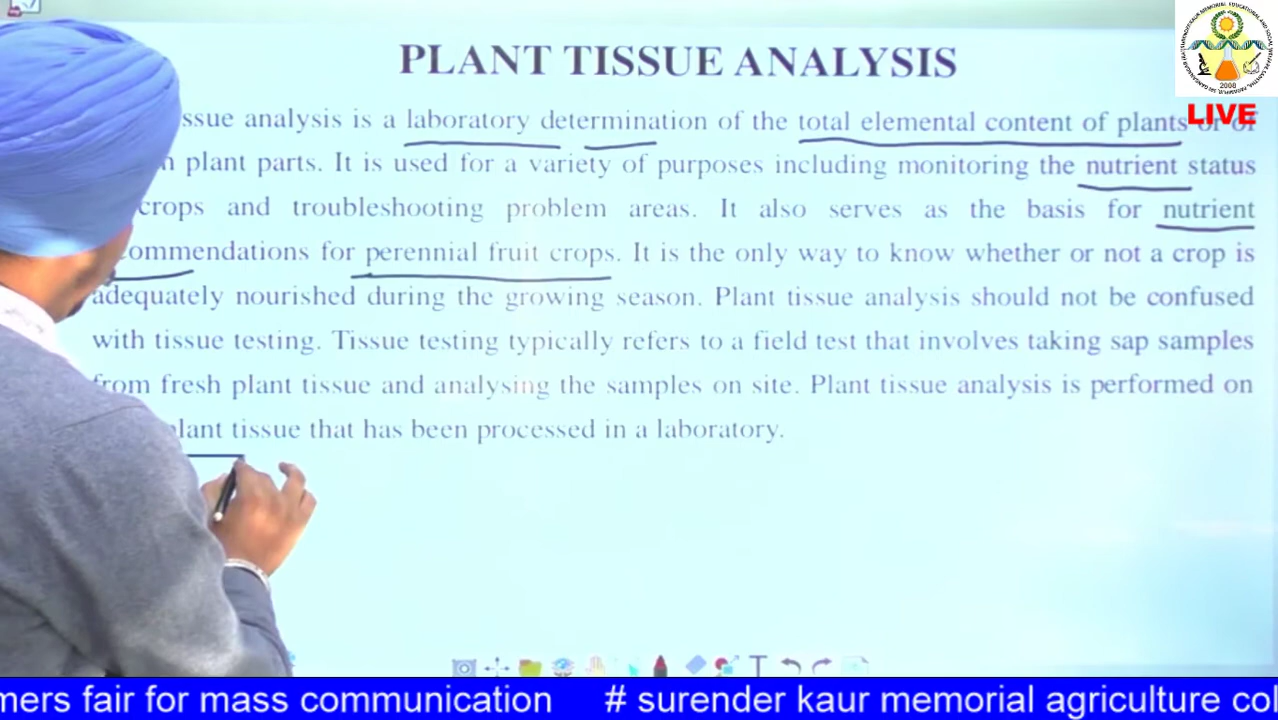 PLANT TISSUE ANALYSIS
ssue analysis is a laboratory determination of the total elemental content of plants or of
plant parts. It is used for a variety of purposes including monitoring the nutrient status
crops and troubleshooting problem areas. It also serves as the basis for nutrient
commendations for perennial fruit crops. It is the only way to know whether or not a crop is
adequately nourished during the growing season. Plant tissue analysis should not be confused
with tissue testing. Tissue testing typically refers to a field test that involves taking sap samples
from fresh plant tissue and analysing the samples on site. Plant tissue analysis is performed on
plant tissue that has been processed in a laboratory.
2008
LIVE
mers fair for mass communication # surender kaur memorial agriculture col